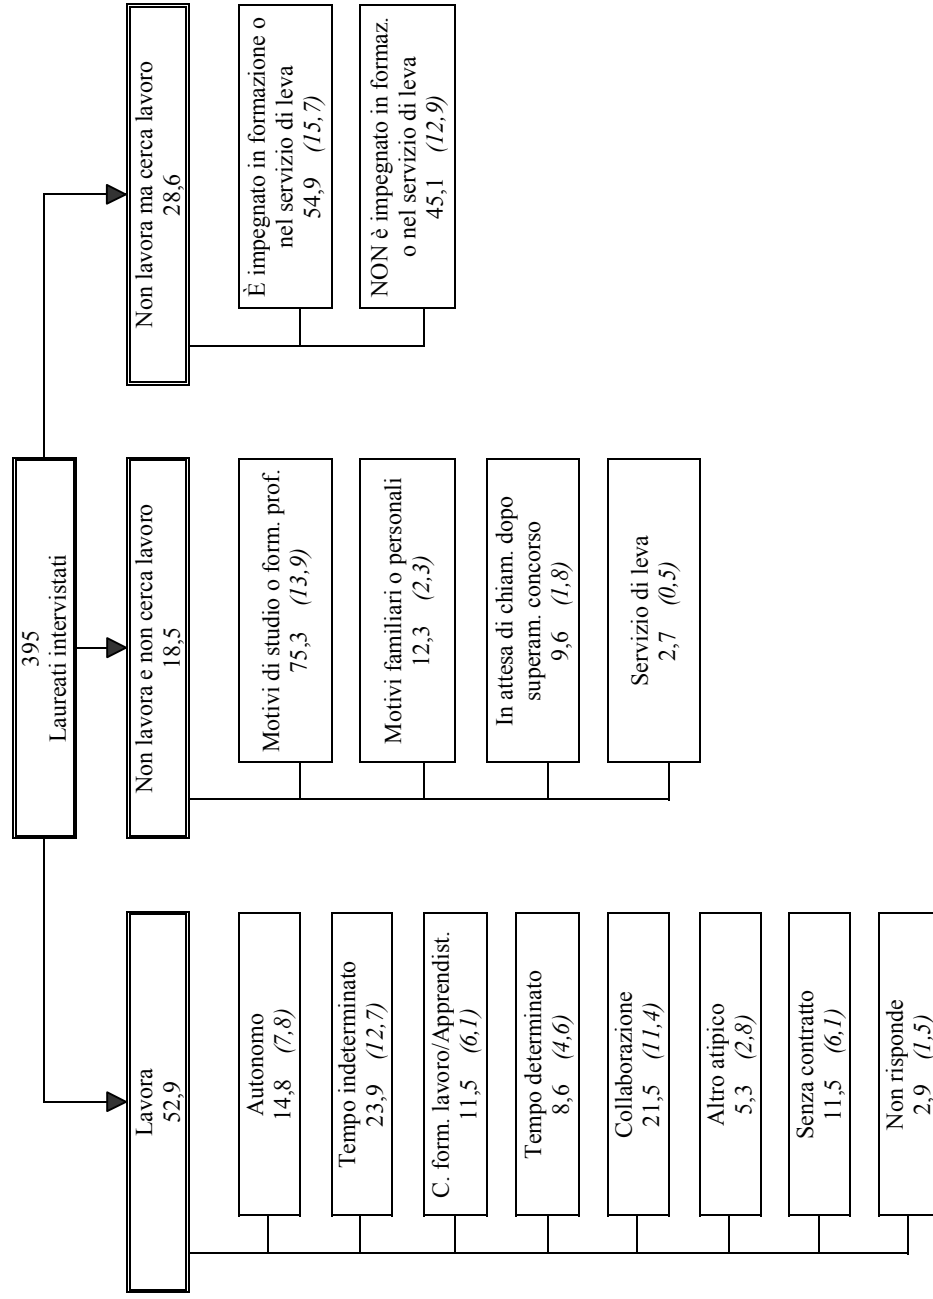 395
Laureati intervistati
Lavora
52,9
Autonomo
14,8 (7,8)
Tempo indeterminato
23,9 (12,7)
C. form. lavoro/Apprendist.
11,5 (6,1)
Tempo determinato
8,6 (4,6)
Collaborazione
21,5 (11,4)
Altro atipico
5,3 (2,8)
Senza contratto
11,5 (6,1)
Non risponde
2,9 (1,5)
Non lavora e non cerca lavoro
18,5
Motivi di studio o form. prof.
75,3 (13,9)
Motivi familiari o personali
12,3 (2,3)
In attesa di chiam. dopo
superam. concorso
9,6 (1,8)
Servizio di leva
2,7 (0,5)
Non lavora ma cerca lavoro
28,6
È impegnato in formazione o
nel servizio di leva
54,9 (15,7)
NON è impegnato in formaz.
o nel servizio di leva
45,1 (12,9)